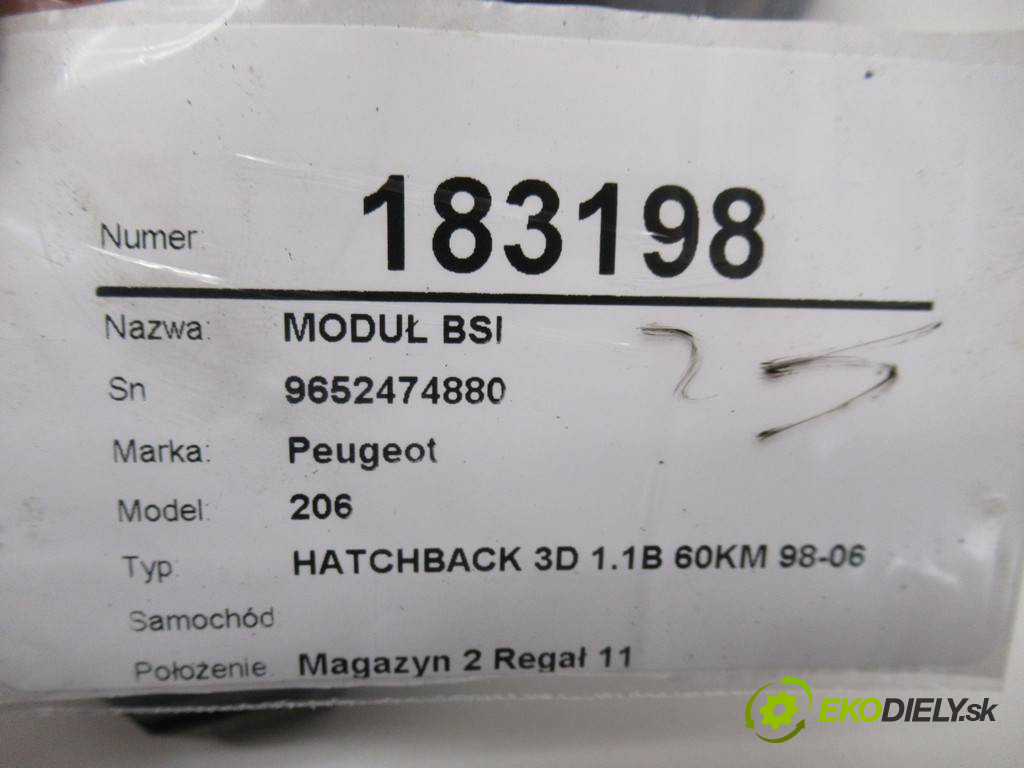 Numer: 183198
Nazwa: MODUŁ BSI
25
Sn 9652474880
Marka: Peugeot
Model: 206
Typ: HATCHBACK 3D 1.1B 60KM 98-06
Samochód
Położenie Magazyn 2 Regał 11
EKODIELY.sk